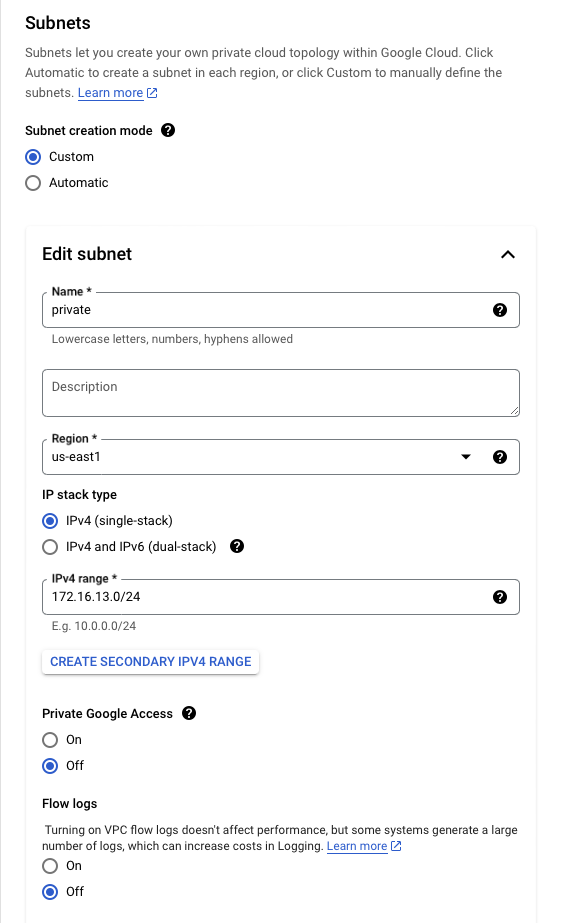 Subnets
Subnets let you create your own private cloud topology within Google Cloud. Click
Automatic to create a subnet in each region, or click Custom to manually define the
subnets. Learn more
Subnet creation mode
Custom
Automatic
Edit subnet
Name *
private
Lowercase letters, numbers, hyphens allowed
Description
Region *
us-east1
IP stack type
IPv4 (single-stack)
IPv4 and IPv6 (dual-stack)
IPv4 range *
172.16.13.0/24
E.g. 10.0.0.0/24
CREATE SECONDARY IPV4 RANGE
Private Google Access
On
Off
Flow logs
Turning on VPC flow logs doesn't affect performance, but some systems generate a large
number of logs, which can increase costs in Logging. Learn more
On
Off